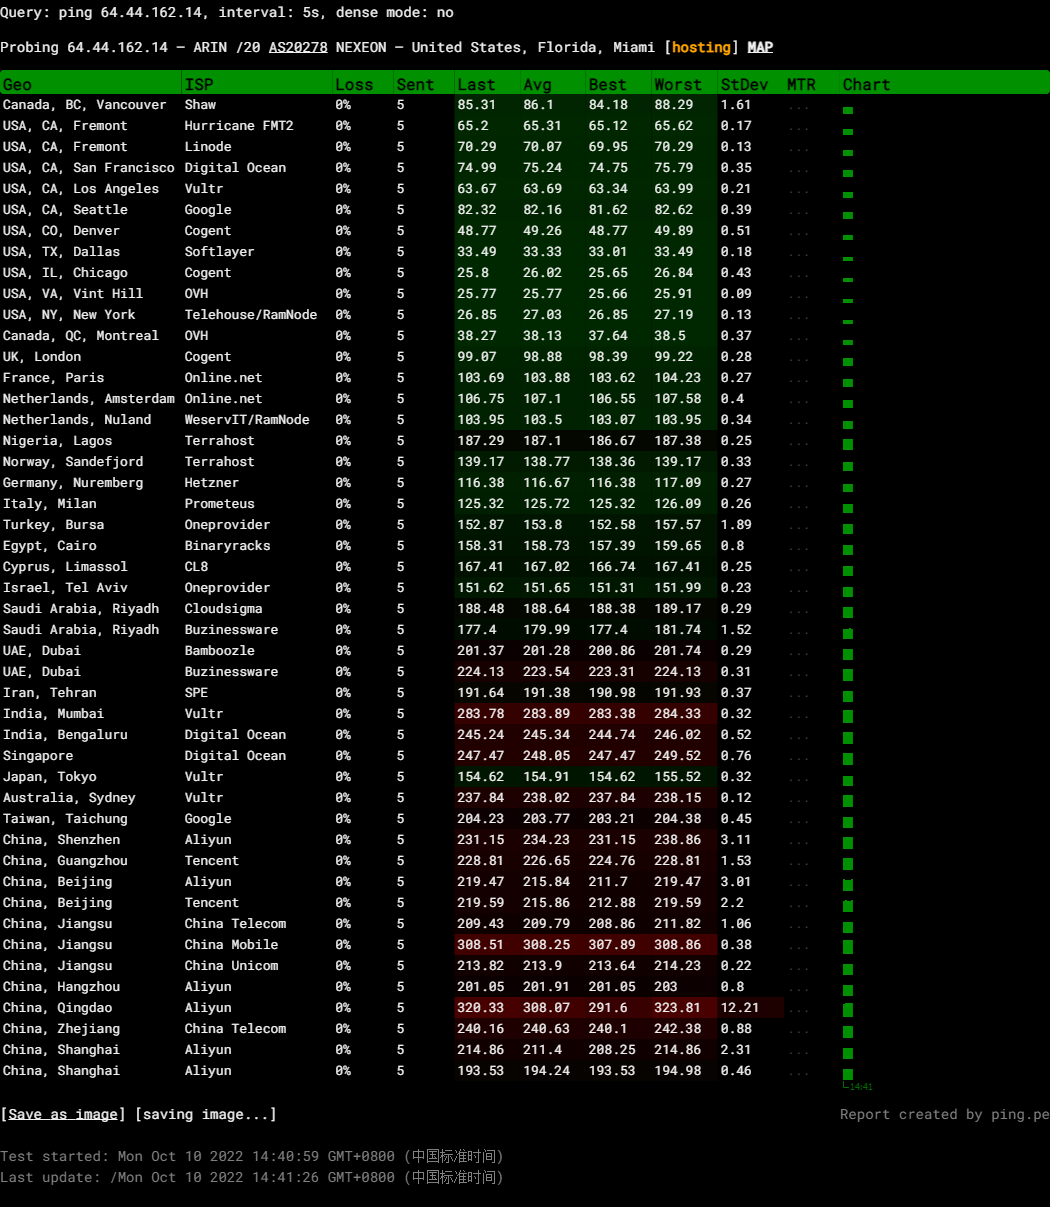 Query: ping 64.44.162.14, interval: 5s, dense mode: no
Probing 64.44.162.14 — ARIN /20 AS20278 NEXEON — United States, Florida, Miami [hosting] MAP
Geo ISP Loss Sent Last Avg Best Worst StDev MTR Chart
Canada, BC, Vancouver Shaw 0% 5 85.31 86.1 84.18 88.29 1.61 ...
USA, CA, Fremont Hurricane FMT2 0% 5 65.2 65.31 65.12 65.62 0.17 ...
USA, CA, Fremont Linode 0% 5 70.29 70.07 69.95 70.29 0.13 ...
USA, CA, San Francisco Digital Ocean 0% 5 74.99 75.24 74.75 75.79 0.35 ...
USA, CA, Los Angeles Vultr 0% 5 63.67 63.69 63.34 63.99 0.21 ...
USA, CA, Seattle Google 0% 5 82.32 82.16 81.62 82.62 0.39 ...
USA, CO, Denver Cogent 0% 5 48.77 49.26 48.77 49.89 0.51 ...
USA, TX, Dallas Softlayer 0% 5 33.49 33.33 33.01 33.49 0.18 ...
USA, IL, Chicago Cogent 0% 5 25.8 26.02 25.65 26.84 0.43 ...
USA, VA, Vint Hill OVH 0% 5 25.77 25.77 25.66 25.91 0.09 ...
USA, NY, New York Telehouse/RamNode 0% 5 26.85 27.03 26.85 27.19 0.13 ...
Canada, QC, Montreal OVH 0% 5 38.27 38.13 37.64 38.5 0.37 ...
UK, London Cogent 0% 5 99.07 98.88 98.39 99.22 0.28 ...
France, Paris Online.net 0% 5 103.69 103.88 103.62 104.23 0.27 ...
Netherlands, Amsterdam Online.net 0% 5 106.75 107.1 106.55 107.58 0.4 ...
Netherlands, Nuland WeservIT/RamNode 0% 5 103.95 103.5 103.07 103.95 0.34 ...
Nigeria, Lagos Terrahost 0% 5 187.29 187.1 186.67 187.38 0.25 ...
Norway, Sandefjord Terrahost 0% 5 139.17 138.77 138.36 139.17 0.33 ...
Germany, Nuremberg Hetzner 0% 5 116.38 116.67 116.38 117.09 0.27 ...
Italy, Milan Prometeus 0% 5 125.32 125.72 125.32 126.09 0.26 ...
Turkey, Bursa Oneprovider 0% 5 152.87 153.8 152.58 157.57 1.89 ...
Egypt, Cairo Binaryracks 0% 5 158.31 158.73 157.39 159.65 0.8 ...
Cyprus, Limassol CL8 0% 5 167.41 167.02 166.74 167.41 0.25 ...
Israel, Tel Aviv Oneprovider 0% 5 151.62 151.65 151.31 151.99 0.23 ...
Saudi Arabia, Riyadh Cloudsigma 0% 5 188.48 188.64 188.38 189.17 0.29 ...
Saudi Arabia, Riyadh Buzinessware 0% 5 177.4 179.99 177.4 181.74 1.52 ...
UAE, Dubai Bamboozle 0% 5 201.37 201.28 200.86 201.74 0.29 ...
UAE, Dubai Buzinessware 0% 5 224.13 223.54 223.31 224.13 0.31 ...
Iran, Tehran SPE 0% 5 191.64 191.38 190.98 191.93 0.37 ...
India, Mumbai Vultr 0% 5 283.78 283.89 283.38 284.33 0.32 ...
India, Bengaluru Digital Ocean 0% 5 245.24 245.34 244.74 246.02 0.52 ...
Singapore Digital Ocean 0% 5 247.47 248.05 247.47 249.52 0.76 ...
Japan, Tokyo Vultr 0% 5 154.62 154.91 154.62 155.52 0.32 ...
Australia, Sydney Vultr 0% 5 237.84 238.02 237.84 238.15 0.12 ...
Taiwan, Taichung Google 0% 5 204.23 203.77 203.21 204.38 0.45 ...
China, Shenzhen Aliyun 0% 5 231.15 234.23 231.15 238.86 3.11 ...
China, Guangzhou Tencent 0% 5 228.81 226.65 224.76 228.81 1.53 ...
China, Beijing Aliyun 0% 5 219.47 215.84 211.7 219.47 3.01 ...
China, Beijing Tencent 0% 5 219.59 215.86 212.88 219.59 2.2 ...
China, Jiangsu China Telecom 0% 5 209.43 209.79 208.86 211.82 1.06 ...
China, Jiangsu China Mobile 0% 5 308.51 308.25 307.89 308.86 0.38 ...
China, Jiangsu China Unicom 0% 5 213.82 213.9 213.64 214.23 0.22 ...
China, Hangzhou Aliyun 0% 5 201.05 201.91 201.05 203 0.8 ...
China, Qingdao Aliyun 0% 5 320.33 308.07 291.6 323.81 12.21 ...
China, Zhejiang China Telecom 0% 5 240.16 240.63 240.1 242.38 0.88 ...
China, Shanghai Aliyun 0% 5 214.86 211.4 208.25 214.86 2.31 ...
China, Shanghai Aliyun 0% 5 193.53 194.24 193.53 194.98 0.46 ...
14:41
[Save as image] [saving image...] Report created by ping.pe
Test started: Mon Oct 10 2022 14:40:59 GMT+0800 (中国标准时间)
Last update: /Mon Oct 10 2022 14:41:26 GMT+0800 (中国标准时间)